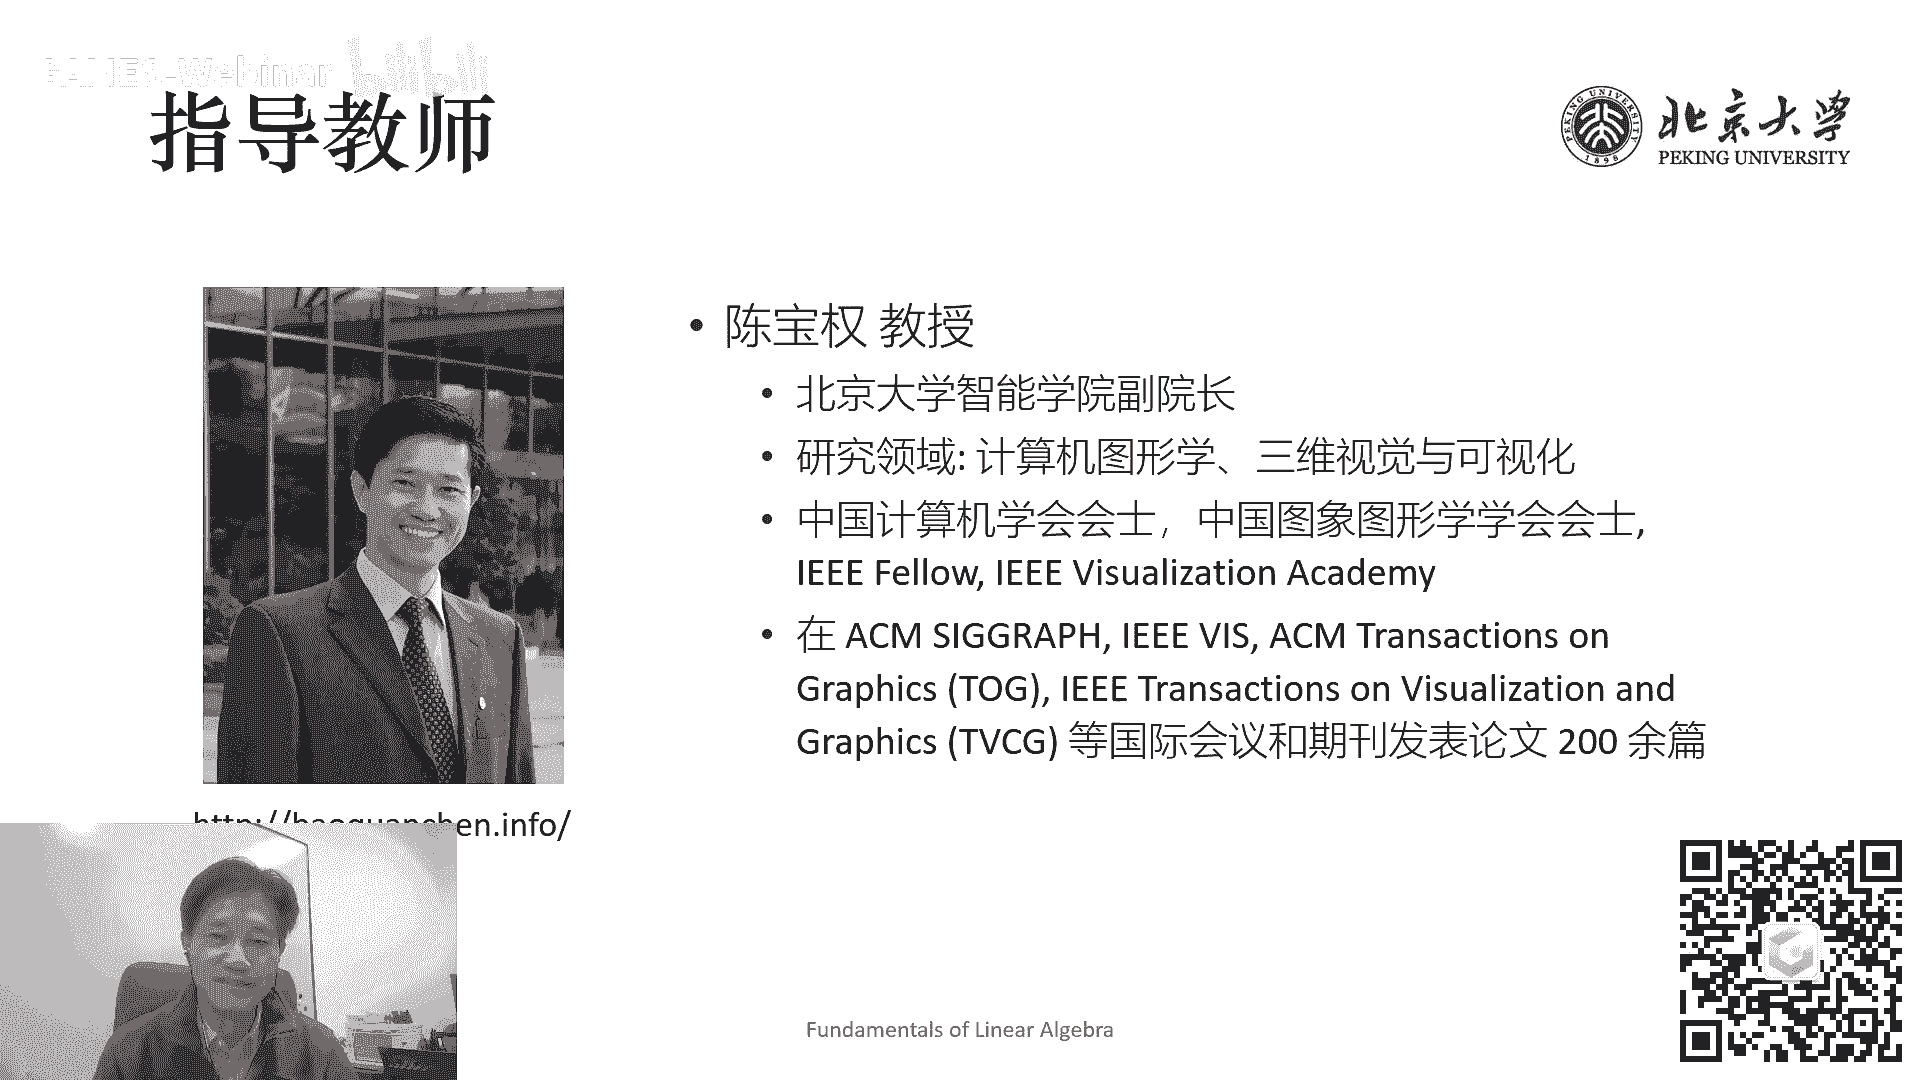 GAMES-Webinar bilibili
指导教师
PEKING UNIVERSITY
1898
北京大学
PEKING UNIVERSITY
• 陈宝权 教授
• 北京大学智能学院副院长
• 研究领域: 计算机图形学、三维视觉与可视化
• 中国计算机学会会士，中国图象图形学学会会士,
IEEE Fellow, IEEE Visualization Academy
• 在 ACM SIGGRAPH, IEEE VIS, ACM Transactions on
Graphics (TOG), IEEE Transactions on Visualization and
Graphics (TVCG) 等国际会议和期刊发表论文 200 余篇
http://baoquanchen.info/
Fundamentals of Linear Algebra